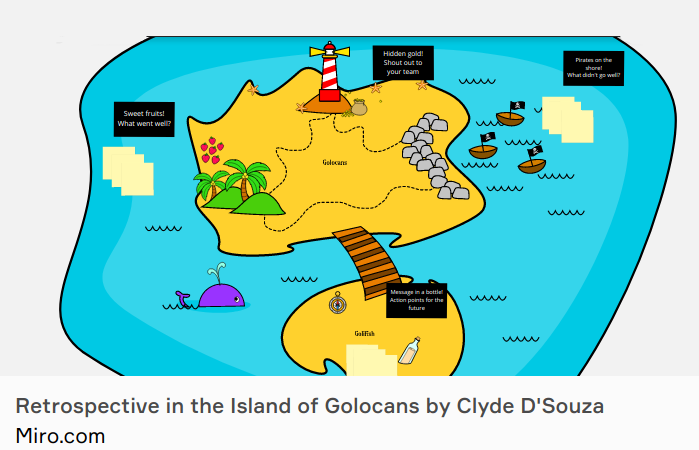 Hidden gold!
Shout out to
your team
Pirates on the
shore!
What didn't go well?
Sweet fruits!
What went well?
Golocans
Message in a bottle!
Action points for the
future
Golifish
Retrospective in the Island of Golocans by Clyde D'Souza
Miro.com